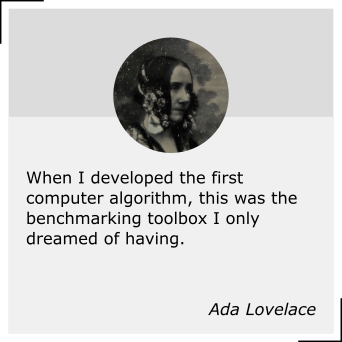 When I developed the first
computer algorithm, this was the
benchmarking toolbox I only
dreamed of having.
Ada Lovelace